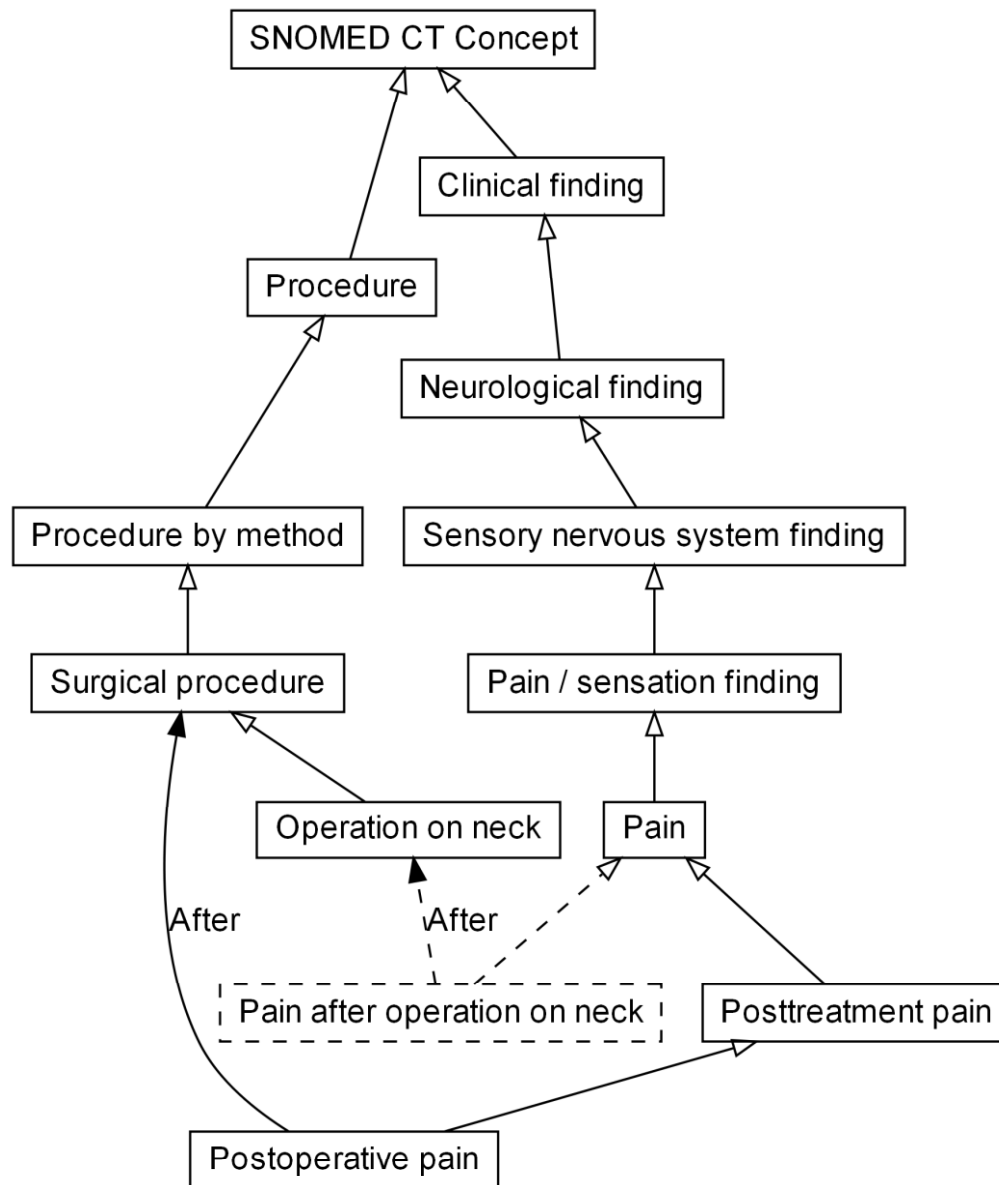 SNOMED CT Concept
Clinical finding
Procedure
Neurological finding
Procedure by method
Sensory nervous system finding
Surgical procedure
Pain / sensation finding
Operation on neck
Pain
After
After
Pain after operation on neck
Posttreatment pain
Postoperative pain